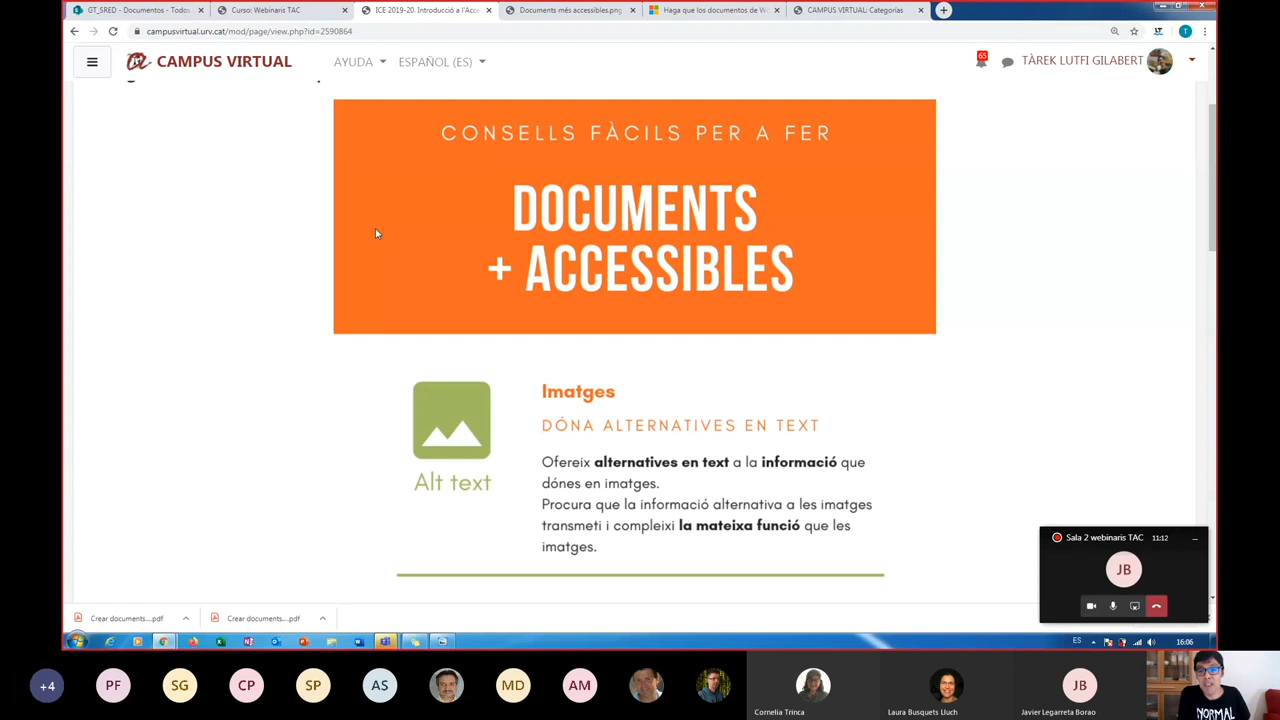 GT_SRED - Documentos - Todos
Curso: Webinaris TAC
ICE 2019-20. Introducció a l'Acce
Documents més accessibles.png
Haga que los documentos de W
CAMPUS VIRTUAL: Categorías
campusvirtual.urv.cat/mod/page/view.php?id=2590864
T
CAMPUS VIRTUAL
AYUDA
ESPAÑOL (ES)
65
TÀREK LUTFI GILABERT
CONSELLS FÀCILS PER A FER
DOCUMENTS
+ ACCESSIBLES
Alt text
Imatges
DÓNA ALTERNATIVES EN TEXT
Ofereix alternatives en text a la informació que
dónes en imatges.
Procura que la informació alternativa a les imatges
transmeti i compleixi la mateixa funció que les
imatges.
Sala 2 webinaris TAC 11:12
JB
Crear documents....pdf
Crear documents....pdf
ES
16:06
+4
PF
SG
CP
SP
AS
MD
AM
Cornelia Trinca
Laura Busquets Lluch
JB
Javier Legarreta Borao
NORMAL